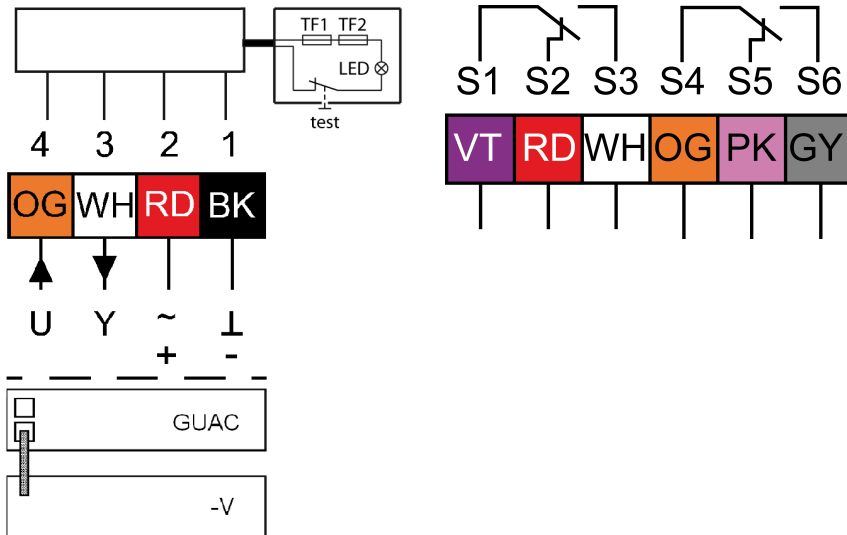 TF1 TF2
LED
test
4 3 2 1
OG WH RD BK
U Y ~ ⊥
+ -
GUAC
-V
S1 S2 S3 S4 S5 S6
VT RD WH OG PK GY